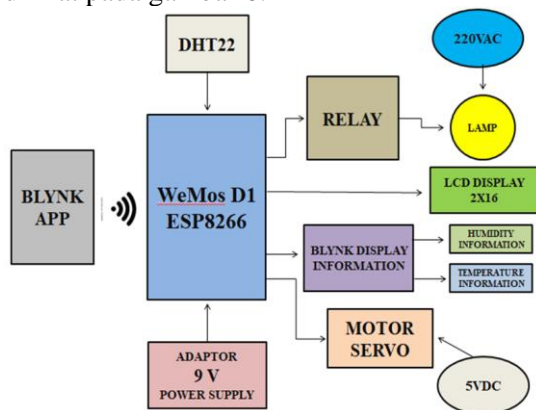 DHT22
220VAC
RELAY
LAMP
BLYNK
APP
WeMos D1
ESP8266
LCD DISPLAY
2X16
BLYNK DISPLAY
INFORMATION
HUMIDITY
INFORMATION
TEMPERATURE
INFORMATION
MOTOR
SERVO
ADAPTOR
9 V
POWER SUPPLY
5VDC